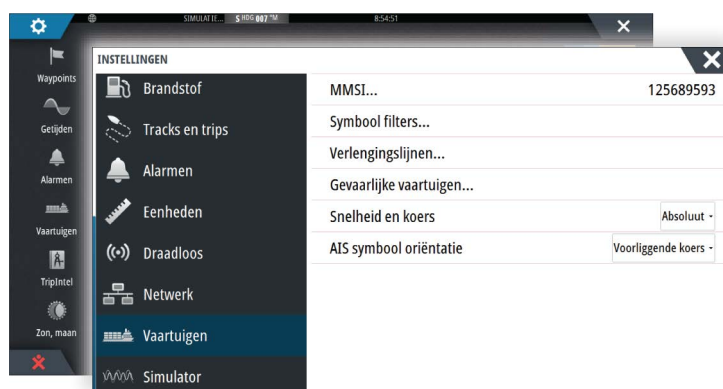 SIMULATIE... S HDG 007 °M 8:54:51
Waypoints
Getijden
Alarmen
Vaartuigen
TripIntel
Zon, maan
INSTELLINGEN
Brandstof
Tracks en trips
Alarmen
Eenheden
Draadloos
Netwerk
Vaartuigen
Simulator
MMSI... 125689593
Symbool filters...
Verlengingslijnen...
Gevaarlijke vaartuigen...
Snelheid en koers Absoluut
AIS symbool oriëntatie Voorliggende koers